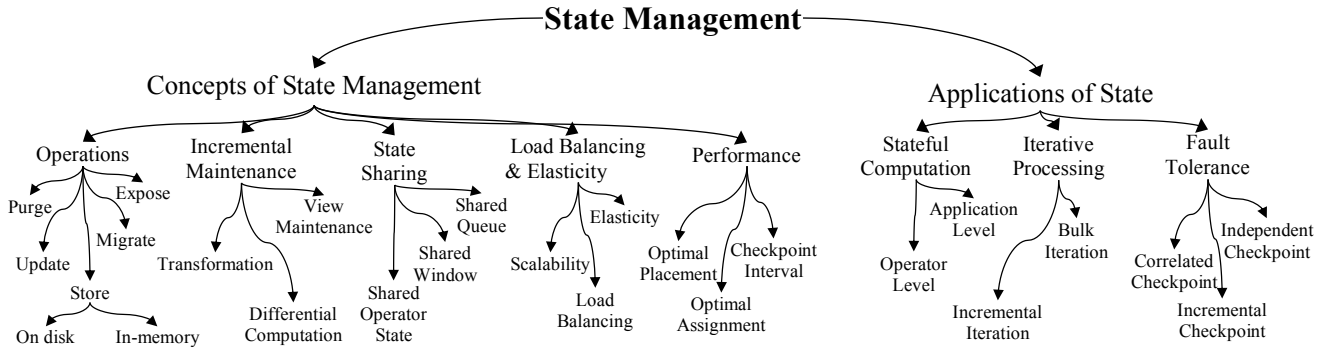 State Management
Concepts of State Management
Applications of State
Operations
Purge
Update
Store
On disk
In-memory
Migrate
Expose
Incremental
Maintenance
Transformation
Differential
Computation
View
Maintenance
State
Sharing
Shared
Operator
State
Shared
Window
Shared
Queue
Load Balancing
& Elasticity
Scalability
Load
Balancing
Elasticity
Performance
Optimal
Placement
Optimal
Assignment
Checkpoint
Interval
Stateful
Computation
Operator
Level
Application
Level
Iterative
Processing
Incremental
Iteration
Bulk
Iteration
Fault
Tolerance
Correlated
Checkpoint
Incremental
Checkpoint
Independent
Checkpoint